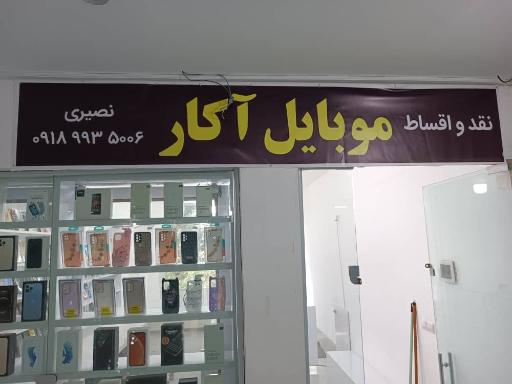 نقد و اقساط
موبایل آکار
نصیری
۰۹۱۸ ۹۹۳ ۵۰۰۶